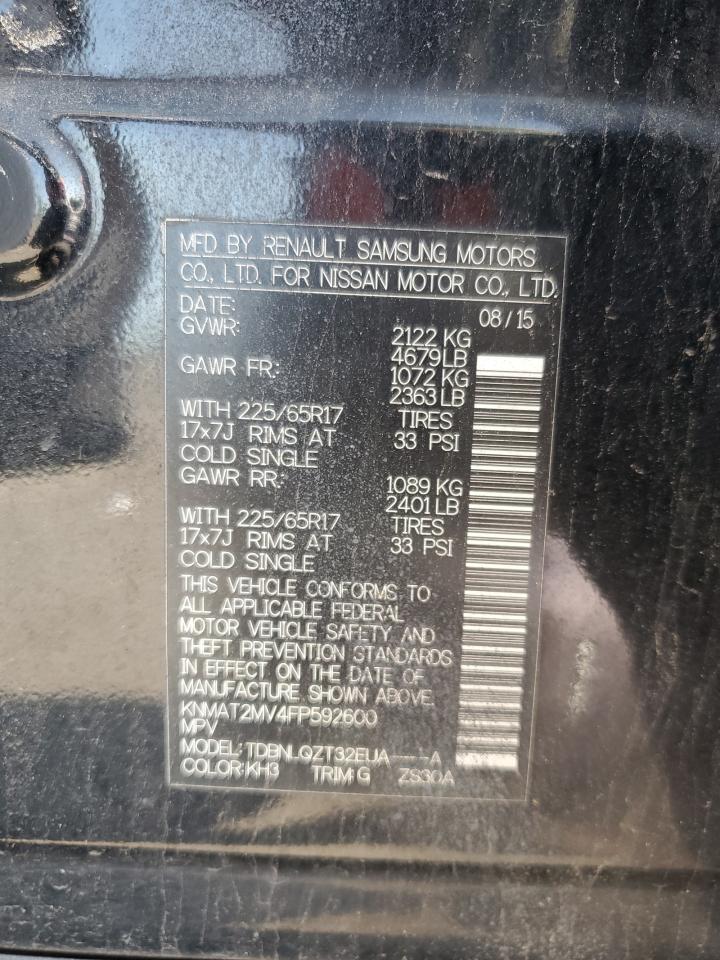 MFD BY RENAULT SAMSUNG MOTORS
CO., LTD. FOR NISSAN MOTOR CO., LTD.
DATE: 08/15
GVWR: 2122 KG
4679 LB
GAWR FR: 1072 KG
2363 LB
WITH 225/65R17 TIRES
17x7J RIMS AT 33 PSI
COLD SINGLE
GAWR RR: 1089 KG
2401 LB
WITH 225/65R17 TIRES
17x7J RIMS AT 33 PSI
COLD SINGLE
THIS VEHICLE CONFORMS TO
ALL APPLICABLE FEDERAL
MOTOR VEHICLE SAFETY AND
THEFT PREVENTION STANDARDS
IN EFFECT ON THE DATE OF
MANUFACTURE SHOWN ABOVE.
KNMAT2MV4FP592600
MPV
MODEL: TDBNLQZT32EUA----A
COLOR: KH3 TRIM: G ZS30A